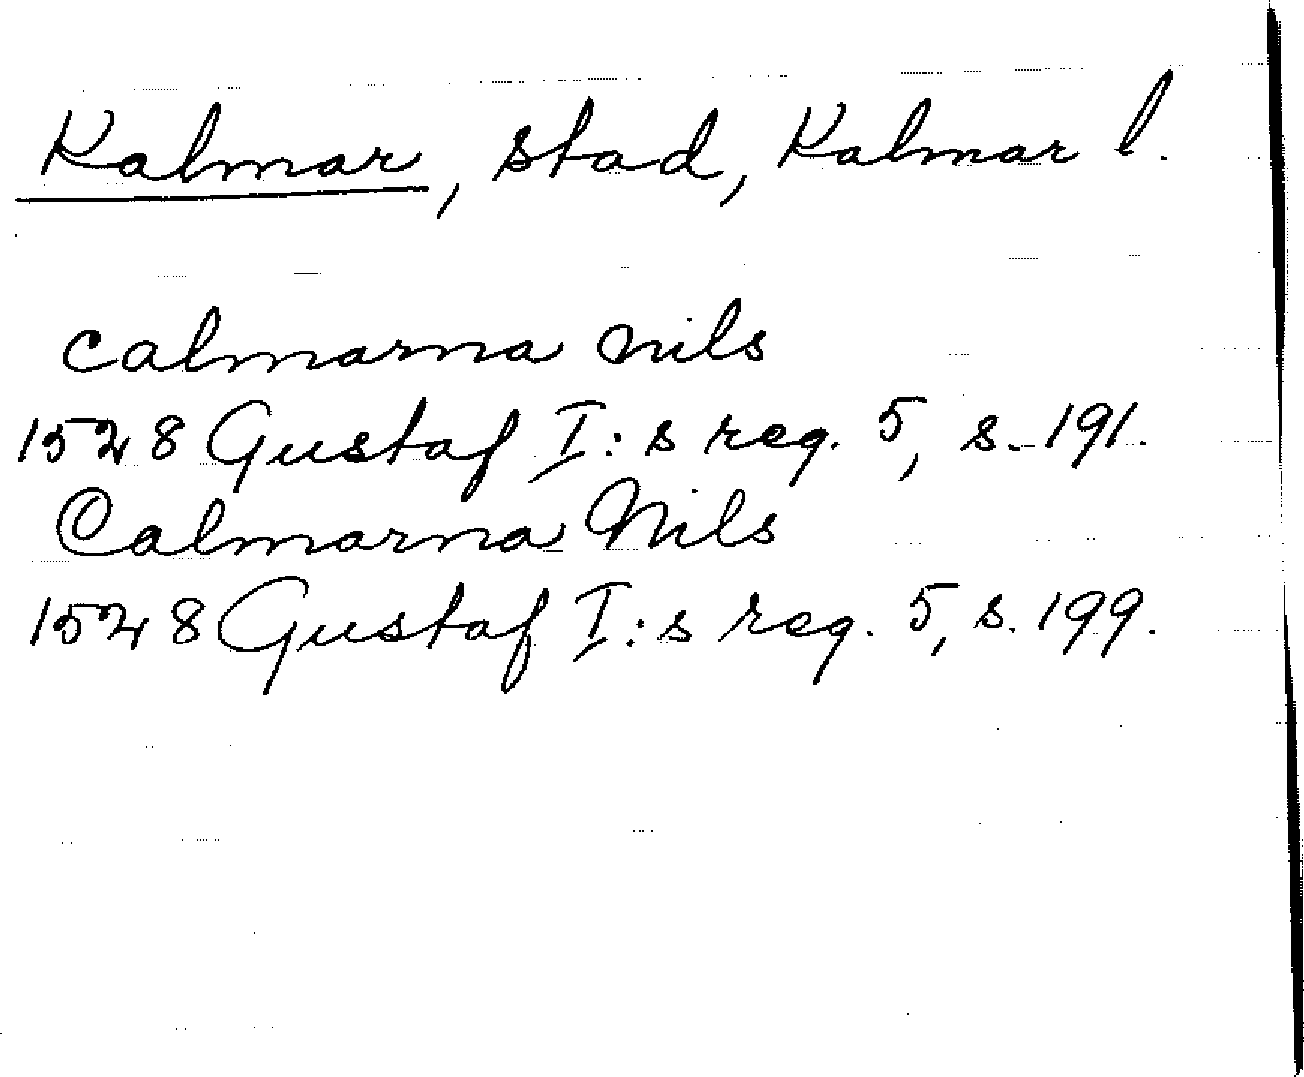 Kalmar, stad, Kalmar l.
calmarna nils
1528 Gustaf I:s reg. 5, s. 191.
Calmarna Nils
1528 Gustaf I:s reg. 5, s. 199.